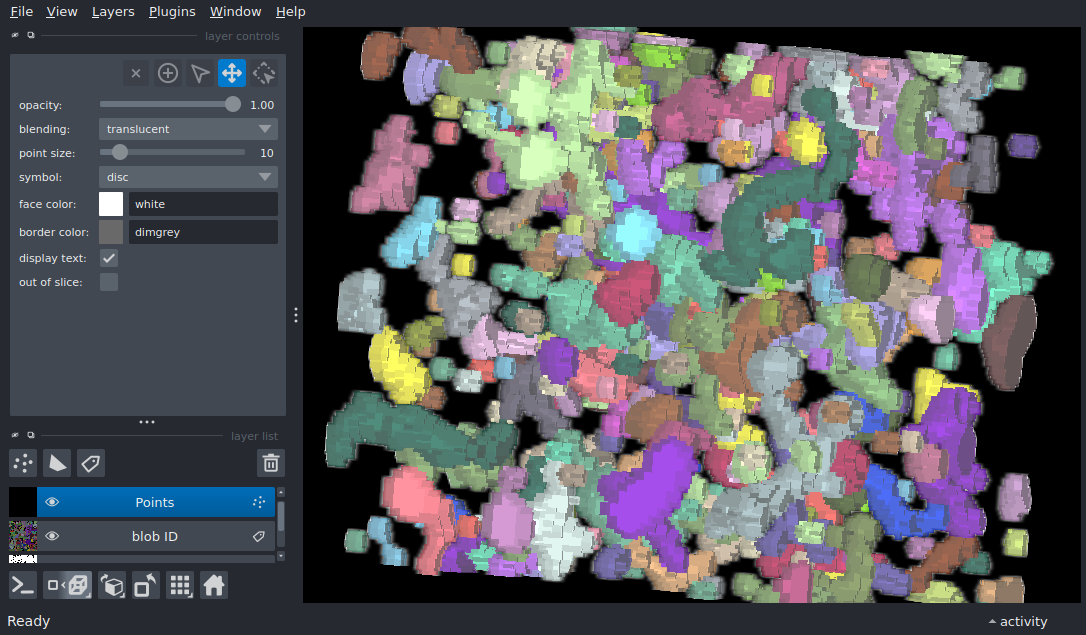 File View Layers Plugins Window Help
layer controls
opacity: 1.00
blending: translucent
point size: 10
symbol: disc
face color: white
border color: dimgrey
display text:
out of slice:
layer list
Points
blob ID
Ready activity